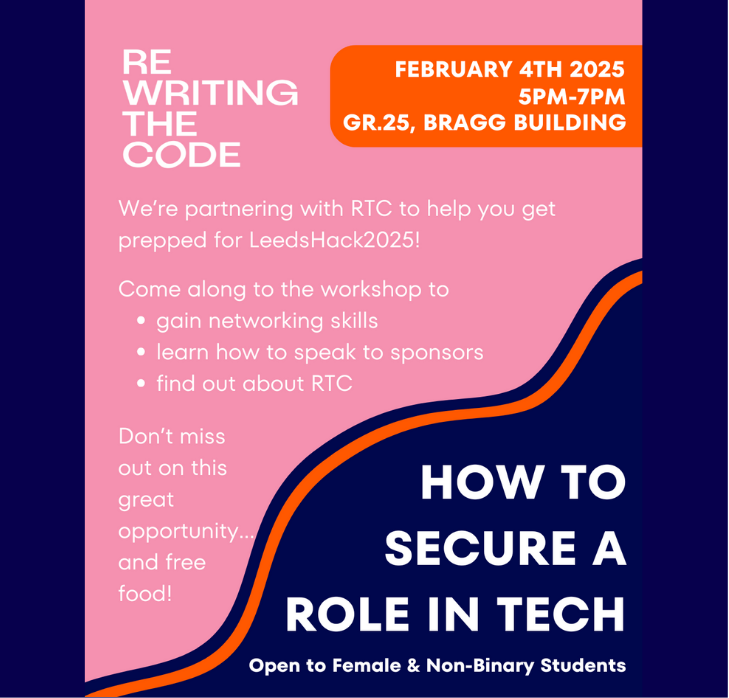 RE
WRITING
THE
CODE
FEBRUARY 4TH 2025
5PM-7PM
GR.25, BRAGG BUILDING
We're partnering with RTC to help you get
prepped for LeedsHack2025!
Come along to the workshop to
• gain networking skills
• learn how to speak to sponsors
• find out about RTC
Don't miss
out on this
great
opportunity...
and free
food!
HOW TO
SECURE A
ROLE IN TECH
Open to Female & Non-Binary Students